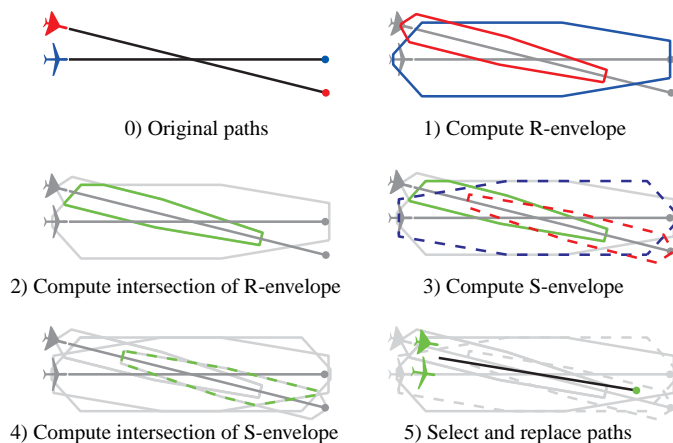 0) Original paths
1) Compute R-envelope
2) Compute intersection of R-envelope
3) Compute S-envelope
4) Compute intersection of S-envelope
5) Select and replace paths